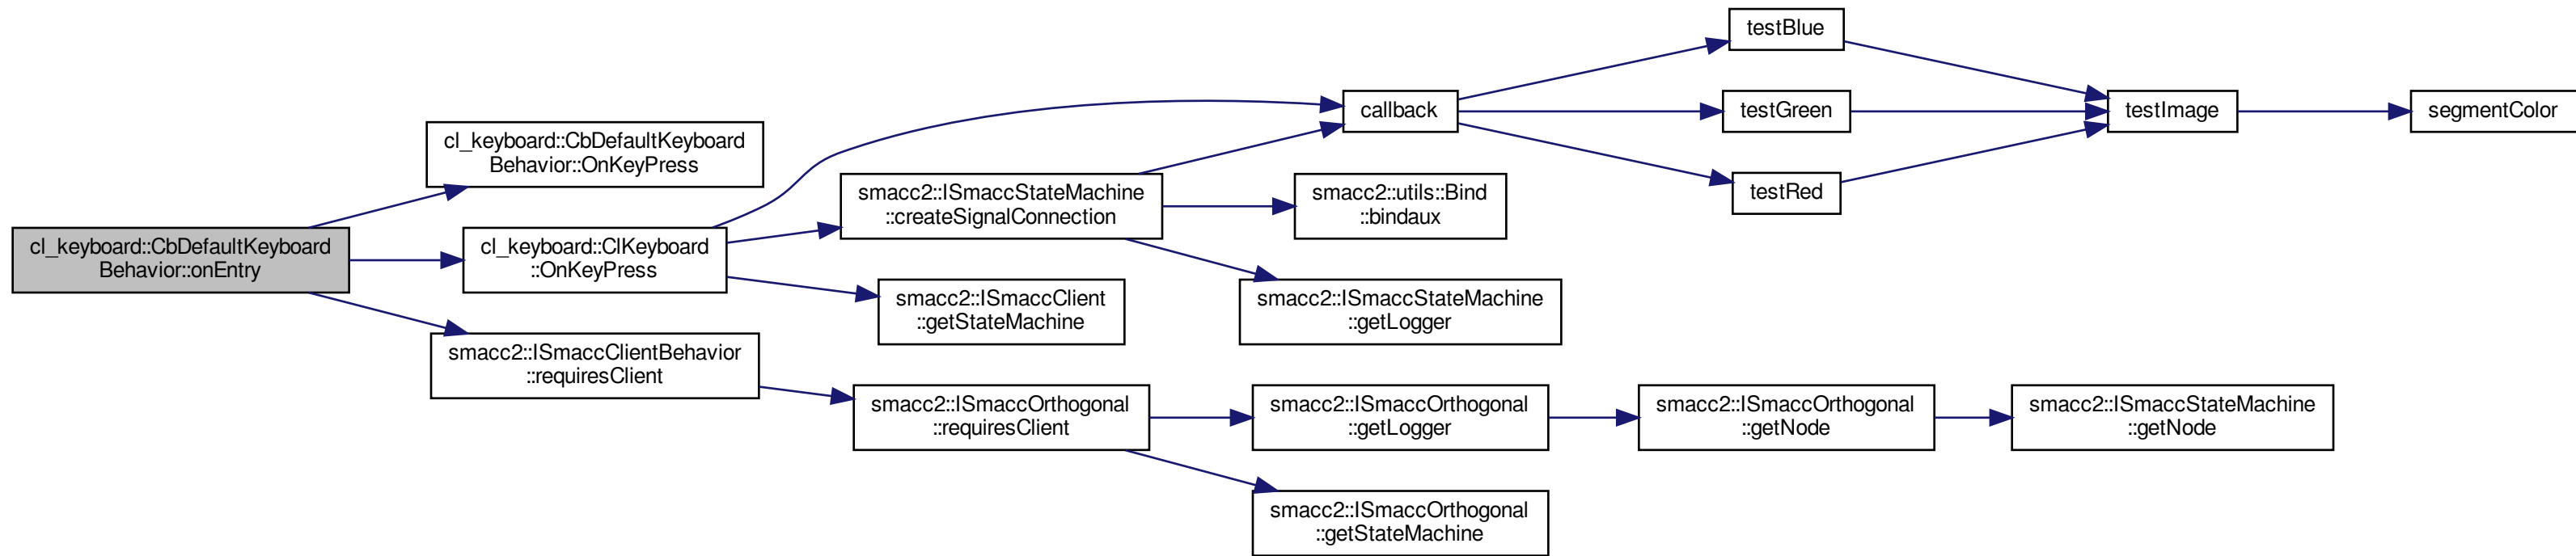 cl_keyboard::CbDefaultKeyboard
Behavior::onEntry
cl_keyboard::CbDefaultKeyboard
Behavior::OnKeyPress
cl_keyboard::ClKeyboard
::OnKeyPress
smacc2::ISmaccClientBehavior
::requiresClient
smacc2::ISmaccStateMachine
::createSignalConnection
smacc2::ISmaccClient
::getStateMachine
smacc2::ISmaccOrthogonal
::requiresClient
callback
smacc2::utils::Bind
::bindaux
smacc2::ISmaccStateMachine
::getLogger
smacc2::ISmaccOrthogonal
::getLogger
smacc2::ISmaccOrthogonal
::getStateMachine
testBlue
testGreen
testRed
smacc2::ISmaccOrthogonal
::getNode
testImage
smacc2::ISmaccStateMachine
::getNode
segmentColor